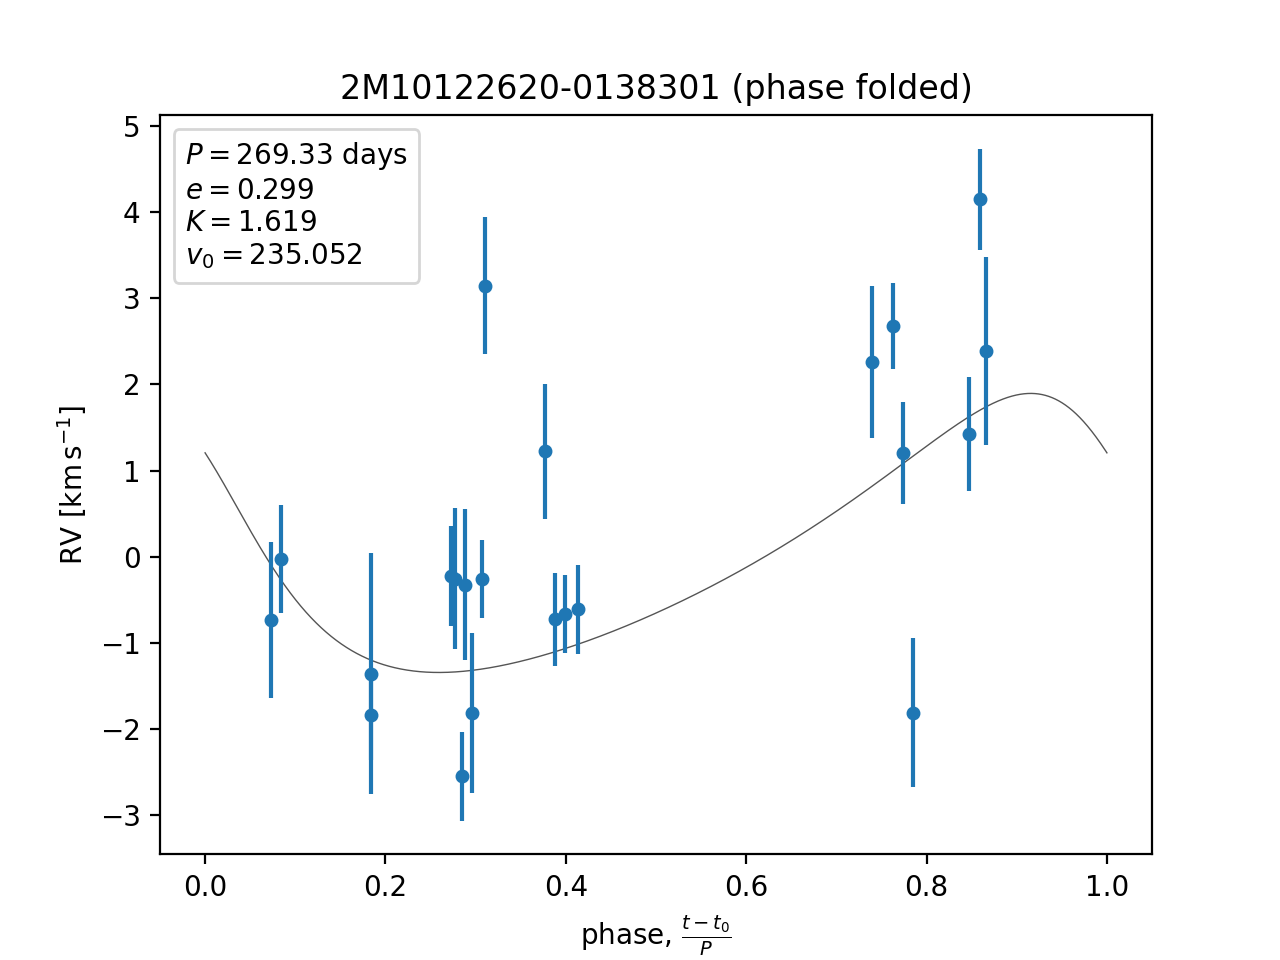 2M10122620-0138301 (phase folded)
P = 269.33 days
e = 0.299
K = 1.619
v₀ = 235.052
5
4
3
2
1
0
−1
−2
−3
RV [km s⁻¹]
0.0 0.2 0.4 0.6 0.8 1.0
phase, (t − t₀)/P